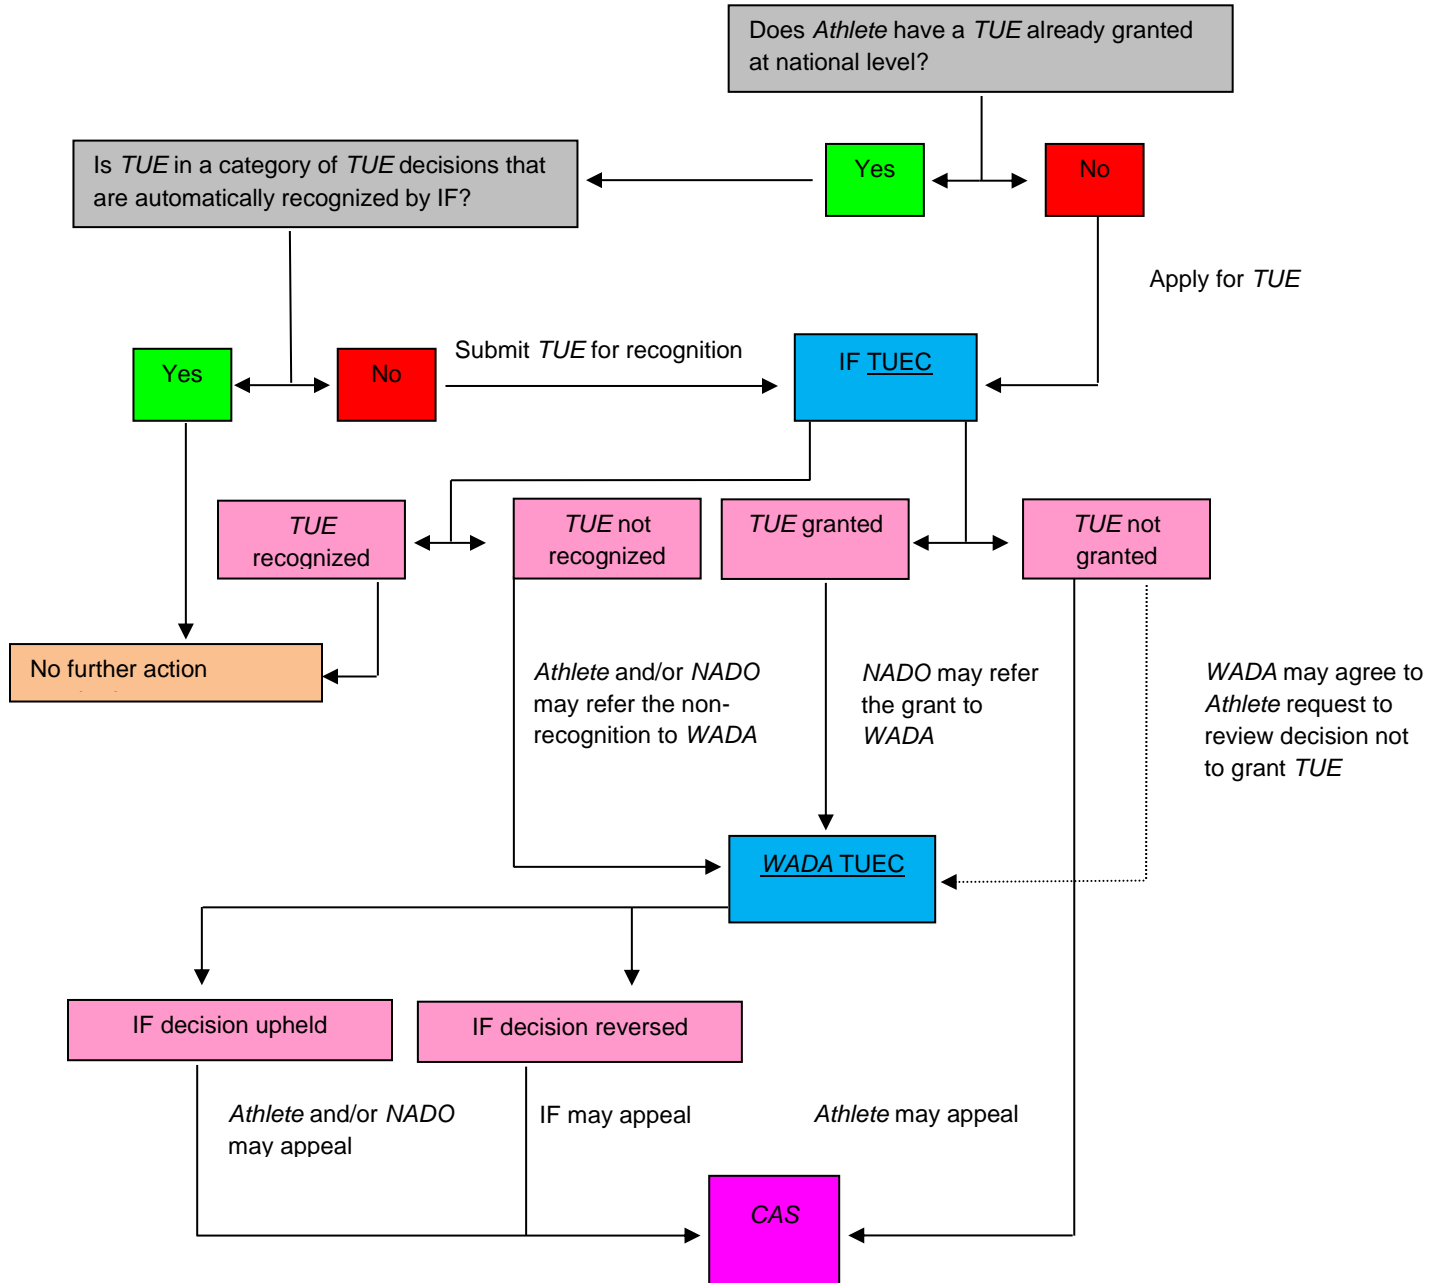 Does Athlete have a TUE already granted
at national level?
Is TUE in a category of TUE decisions that
are automatically recognized by IF?
Yes
No
Apply for TUE
Yes
No
Submit TUE for recognition
IF TUEC
TUE
recognized
TUE not
recognized
TUE granted
TUE not
granted
No further action
Athlete and/or NADO
may refer the non-
recognition to WADA
NADO may refer
the grant to
WADA
WADA may agree to
Athlete request to
review decision not
to grant TUE
WADA TUEC
IF decision upheld
IF decision reversed
Athlete and/or NADO
may appeal
IF may appeal
Athlete may appeal
CAS